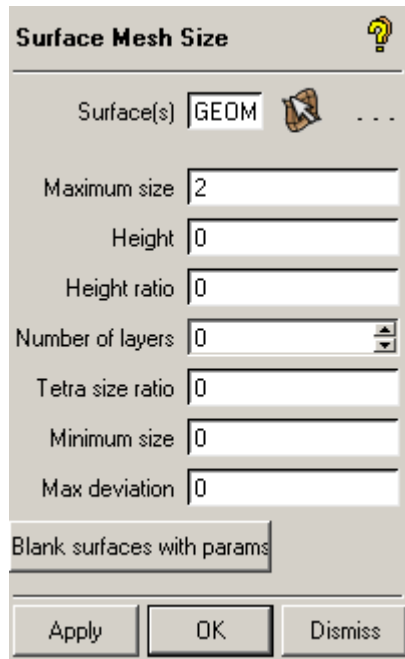 Surface Mesh Size
Surface(s) GEOM ...
Maximum size 2
Height 0
Height ratio 0
Number of layers 0
Tetra size ratio 0
Minimum size 0
Max deviation 0
Blank surfaces with params
Apply OK Dismiss